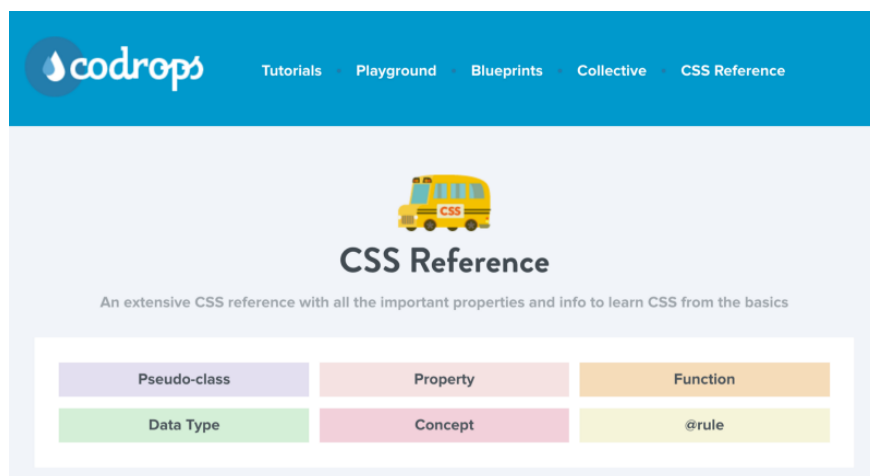 codrops
Tutorials Playground Blueprints Collective CSS Reference
CSS
CSS Reference
An extensive CSS reference with all the important properties and info to learn CSS from the basics
Pseudo-class Property Function
Data Type Concept @rule